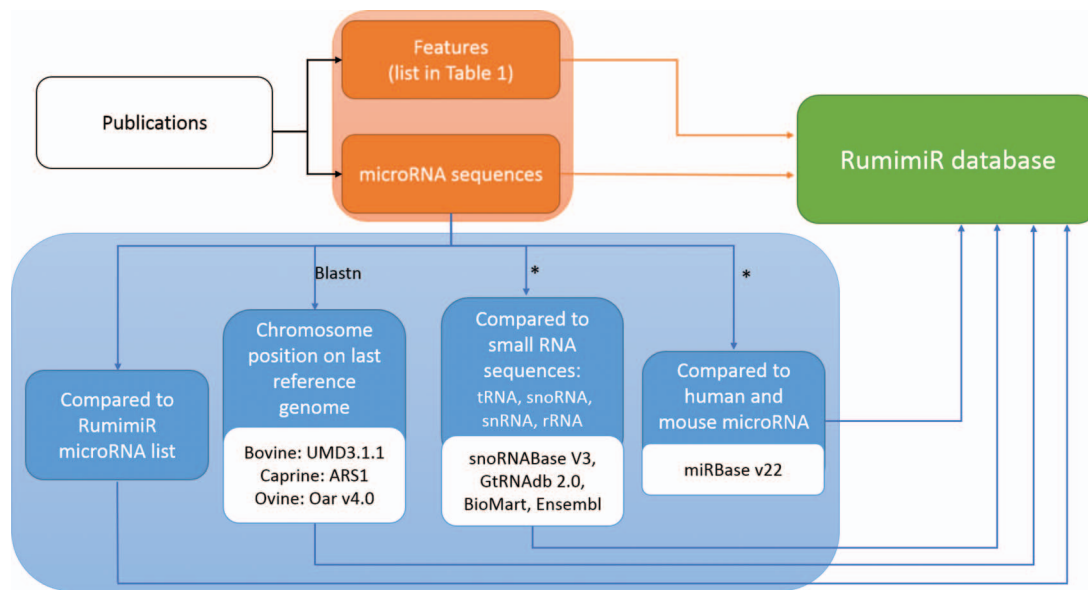 Publications
Features
(list in Table 1)
microRNA sequences
RumimiR database
Blastn
*
*
Compared to
RumimiR
microRNA list
Chromosome
position on last
reference
genome
Bovine: UMD3.1.1
Caprine: ARS1
Ovine: Oar v4.0
Compared to
small RNA
sequences:
tRNA, snoRNA,
snRNA, rRNA
snoRNABase V3,
GtRNAdb 2.0,
BioMart, Ensembl
Compared to
human and
mouse microRNA
miRBase v22